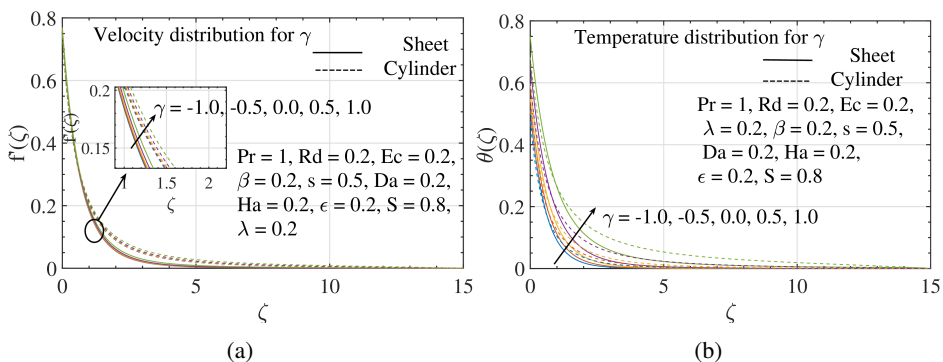 Velocity distribution for γ
Sheet
Cylinder
0.8
0.6
0.4
0.2
0
f'(ζ)
0.2
0.15
f'(ζ)
γ = -1.0, -0.5, 0.0, 0.5, 1.0
1 1.5 2
ζ
Pr = 1, Rd = 0.2, Ec = 0.2,
β = 0.2, s = 0.5, Da = 0.2,
Ha = 0.2, ϵ = 0.2, S = 0.8,
λ = 0.2
0 5 10 15
ζ
(a)
Temperature distribution for γ
Sheet
Cylinder
0.8
0.6
0.4
0.2
0
θ(ζ)
Pr = 1, Rd = 0.2, Ec = 0.2,
λ = 0.2, β = 0.2, s = 0.5,
Da = 0.2, Ha = 0.2,
ϵ = 0.2, S = 0.8
γ = -1.0, -0.5, 0.0, 0.5, 1.0
0 5 10 15
ζ
(b)